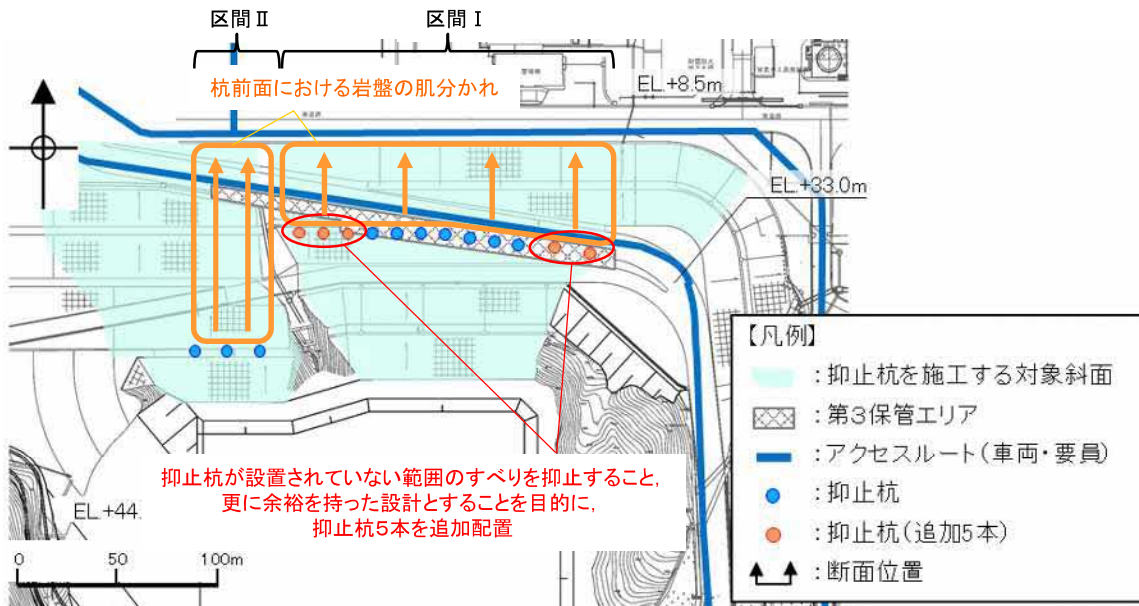 区間Ⅱ
区間Ⅰ
杭前面における岩盤の肌分かれ
EL.+8.5m
EL.+33.0m
抑止杭が設置されていない範囲のすべりを抑止すること,
更に余裕を持った設計とすることを目的に,
抑止杭5本を追加配置
EL.+44.
0 50 100m
【凡例】
:抑止杭を施工する対象斜面
:第3保管エリア
:アクセスルート(車両・要員)
:抑止杭
:抑止杭(追加5本)
:断面位置